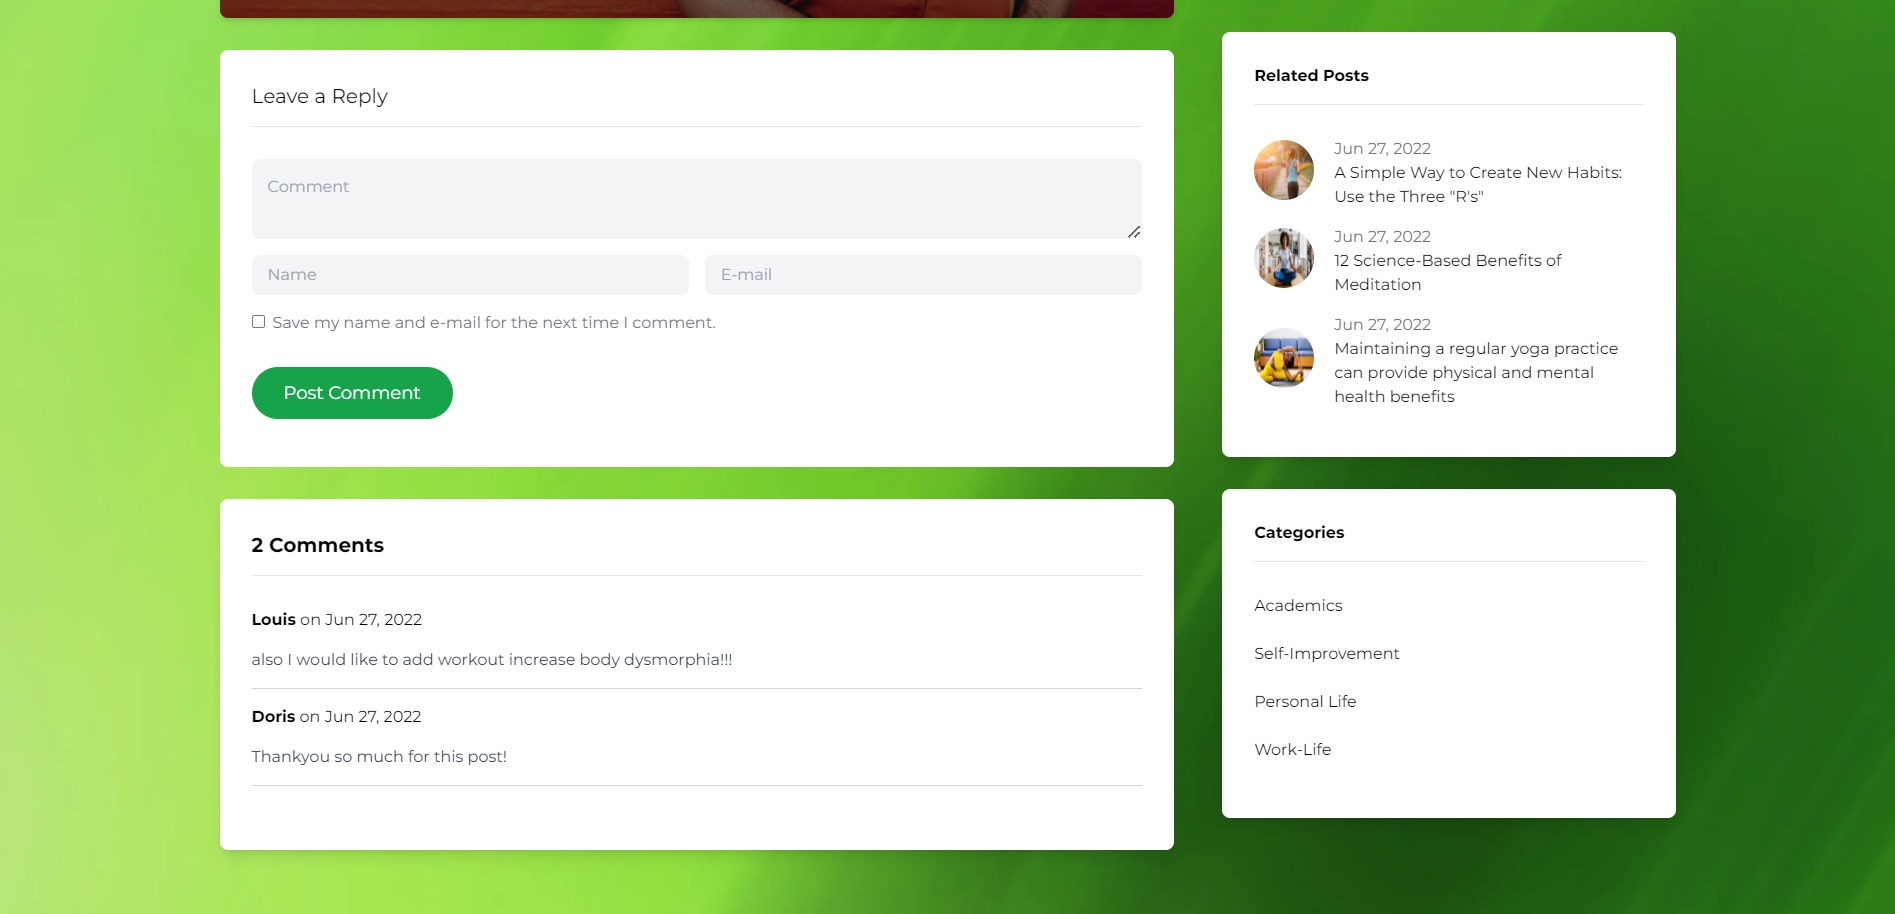 Leave a Reply
Comment
Name
E-mail
Save my name and e-mail for the next time I comment.
Post Comment
2 Comments
Louis on Jun 27, 2022
also I would like to add workout increase body dysmorphia!!!
Doris on Jun 27, 2022
Thankyou so much for this post!
Related Posts
Jun 27, 2022
A Simple Way to Create New Habits:
Use the Three "R's"
Jun 27, 2022
12 Science-Based Benefits of
Meditation
Jun 27, 2022
Maintaining a regular yoga practice
can provide physical and mental
health benefits
Categories
Academics
Self-Improvement
Personal Life
Work-Life